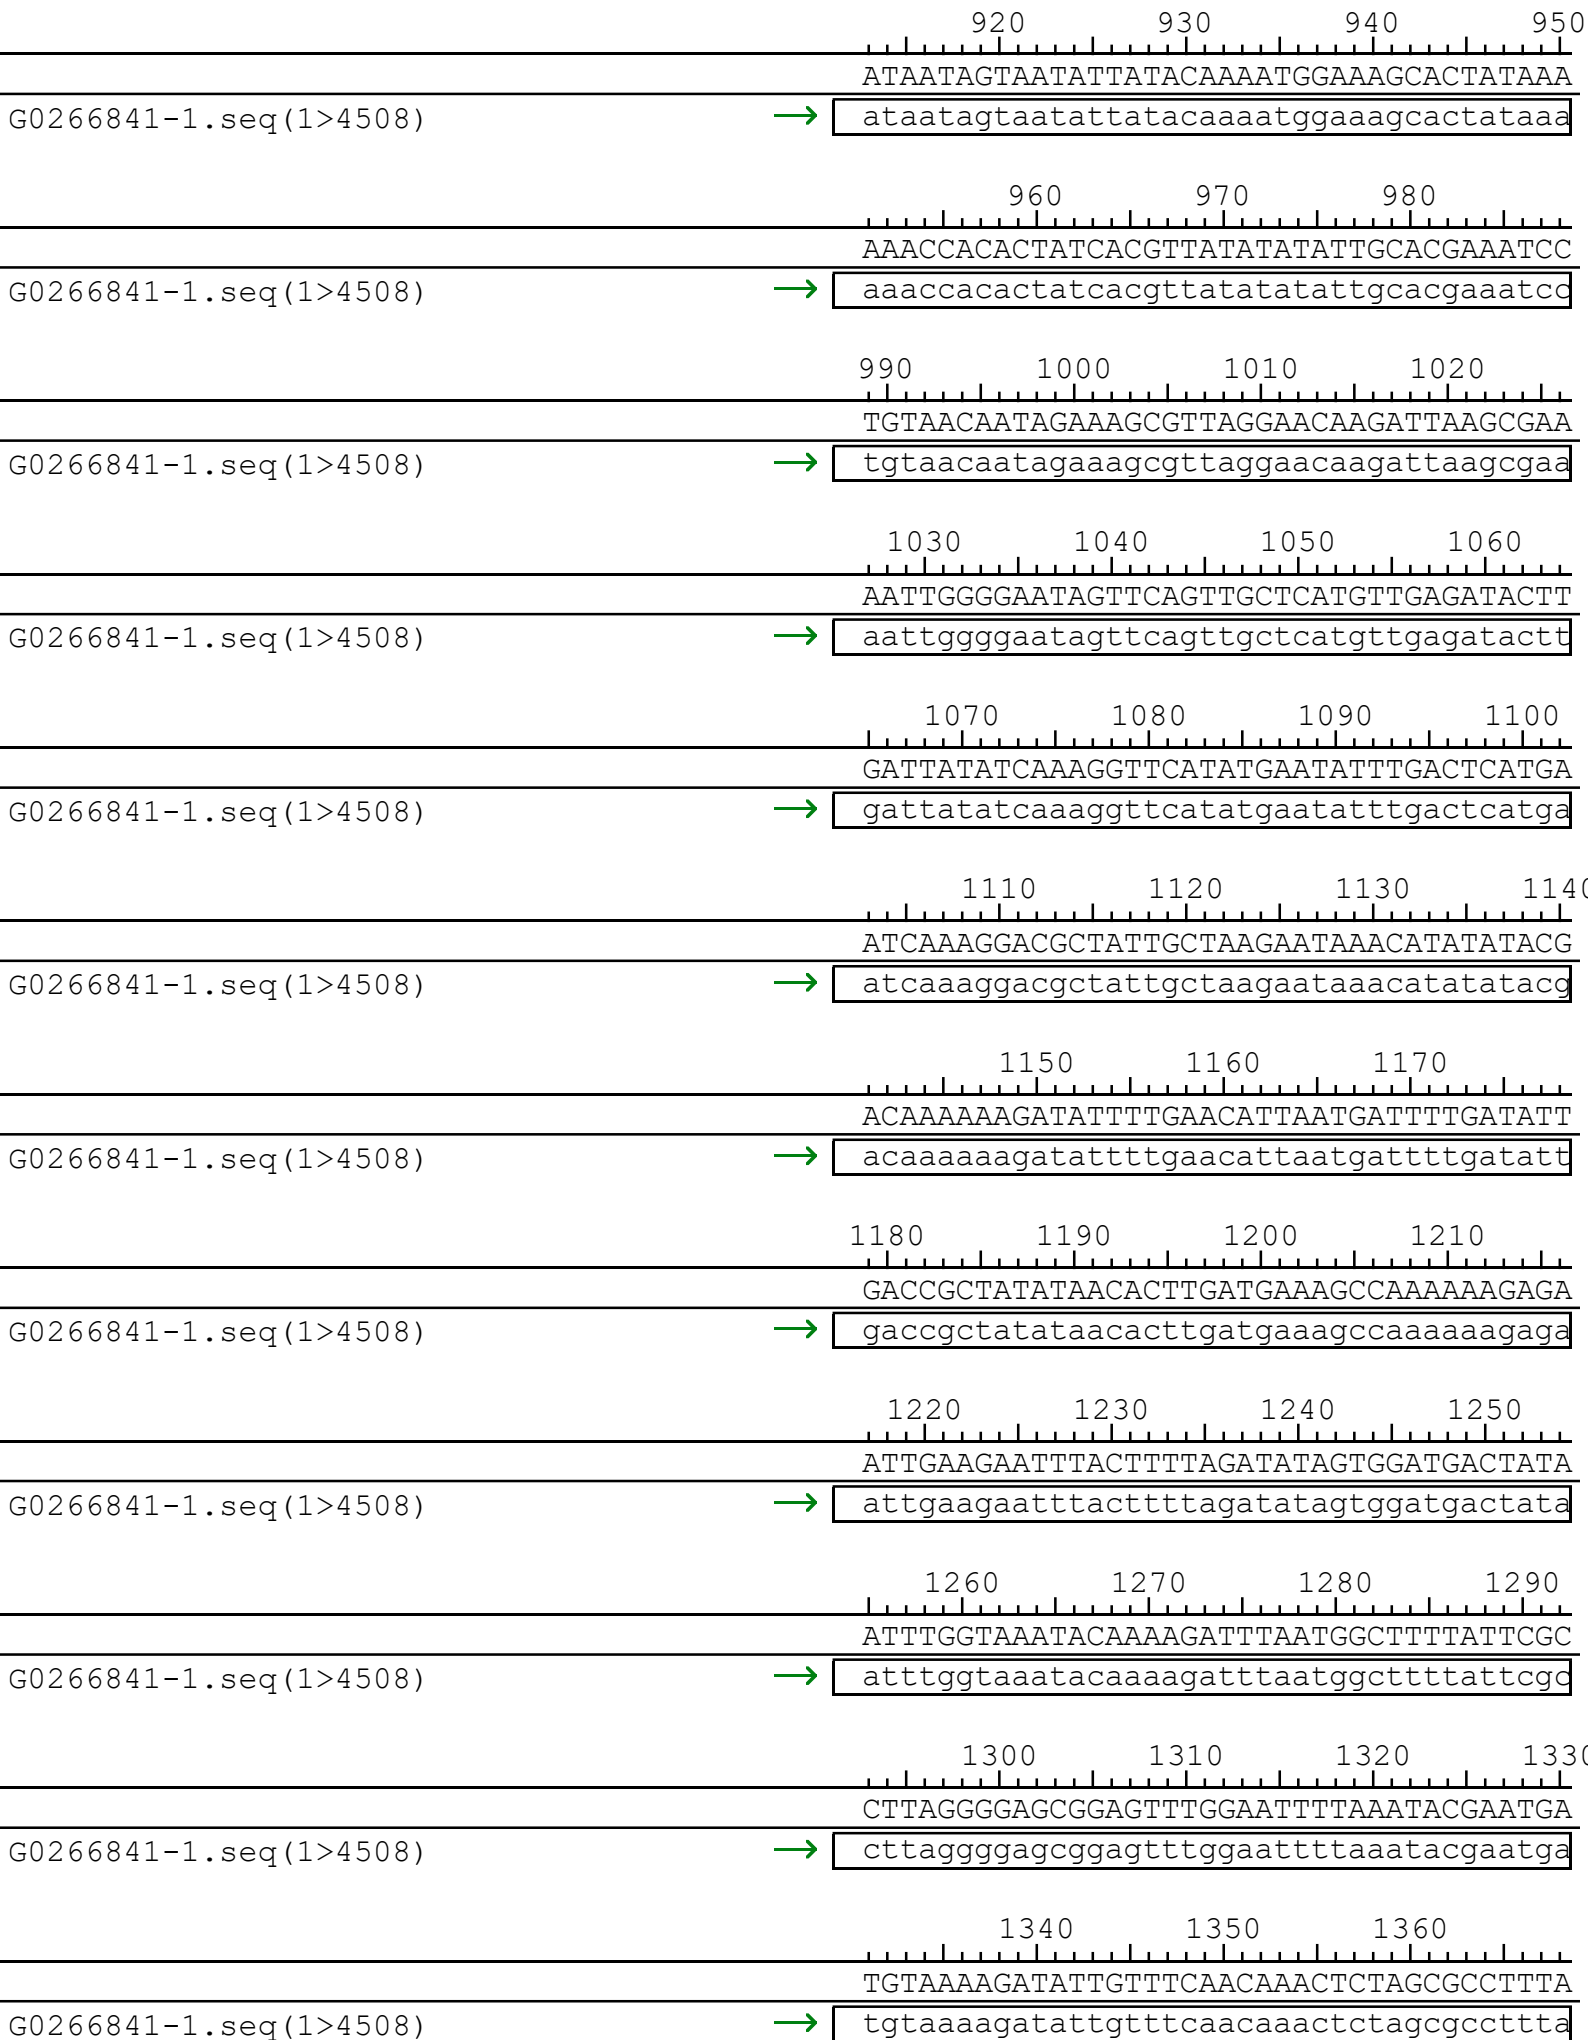 920 930 940 950
ATAATAGTAATATTATACAAAATGGAAAGCACTATAAA
G0266841-1.seq(1>4508) → ataatagtaatattatacaaaatggaaagcactataaa
960 970 980
AAACCACACTATCACGTTATATATATTGCACGAAATCC
G0266841-1.seq(1>4508) → aaaccacactatcacgttatatatattgcacgaaatcc
990 1000 1010 1020
TGTAACAATAGAAAGCGTTAGGAACAAGATTAAGCGAA
G0266841-1.seq(1>4508) → tgtaacaatagaaagcgttaggaacaagattaagcgaa
1030 1040 1050 1060
AATTGGGGAATAGTTCAGTTGCTCATGTTGAGATACTT
G0266841-1.seq(1>4508) → aattggggaatagttcagttgctcatgttgagatactt
1070 1080 1090 1100
GATTATATCAAAGGTTCATATGAATATTTGACTCATGA
G0266841-1.seq(1>4508) → gattatatcaaaggttcatatgaatatttgactcatga
1110 1120 1130 1140
ATCAAAGGACGCTATTGCTAAGAATAAACATATATACG
G0266841-1.seq(1>4508) → atcaaaggacgctattgctaagaataaacatatatacg
1150 1160 1170
ACAAAAAAGATATTTTGAACATTAATGATTTTGATATT
G0266841-1.seq(1>4508) → acaaaaaagatattttgaacattaatgattttgatatt
1180 1190 1200 1210
GACCGCTATATAACACTTGATGAAAGCCAAAAAAGAGA
G0266841-1.seq(1>4508) → gaccgctatataacacttgatgaaagccaaaaaagaga
1220 1230 1240 1250
ATTGAAGAATTTACTTTTAGATATAGTGGATGACTATA
G0266841-1.seq(1>4508) → attgaagaatttacttttagatatagtggatgactata
1260 1270 1280 1290
ATTTGGTAAATACAAAAGATTTAATGGCTTTTATTCGC
G0266841-1.seq(1>4508) → atttggtaaatacaaaagatttaatggcttttattcgc
1300 1310 1320 1330
CTTAGGGGAGCGGAGTTTGGAATTTTAAATACGAATGA
G0266841-1.seq(1>4508) → cttaggggagcggagtttggaattttaaatacgaatga
1340 1350 1360
TGTAAAAGATATTGTTTCAACAAACTCTAGCGCCTTTA
G0266841-1.seq(1>4508) → tgtaaaagatattgtttcaacaaactctagcgccttta